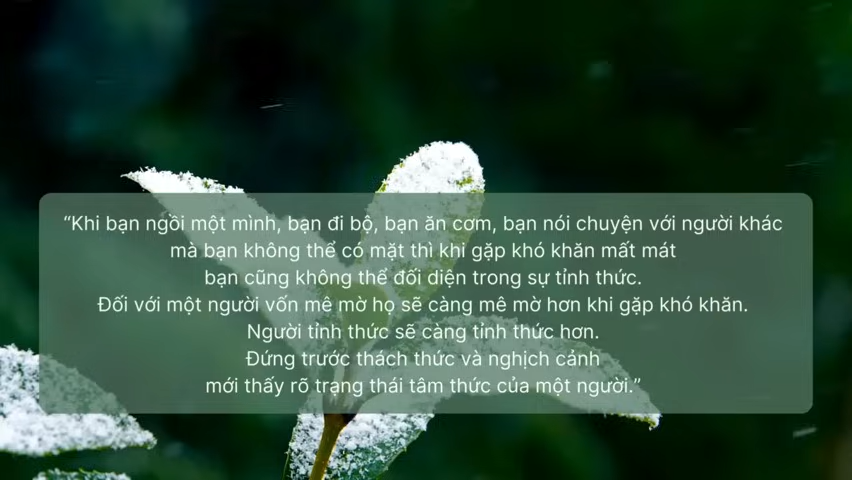 “Khi bạn ngồi một mình, bạn đi bộ, bạn ăn cơm, bạn nói chuyện với người khác
mà bạn không thể có mặt thì khi gặp khó khăn mất mát
bạn cũng không thể đối diện trong sự tỉnh thức.
Đối với một người vốn mê mờ họ sẽ càng mê mờ hơn khi gặp khó khăn.
Người tỉnh thức sẽ càng tỉnh thức hơn.
Đứng trước thách thức và nghịch cảnh
mới thấy rõ trạng thái tâm thức của một người.”